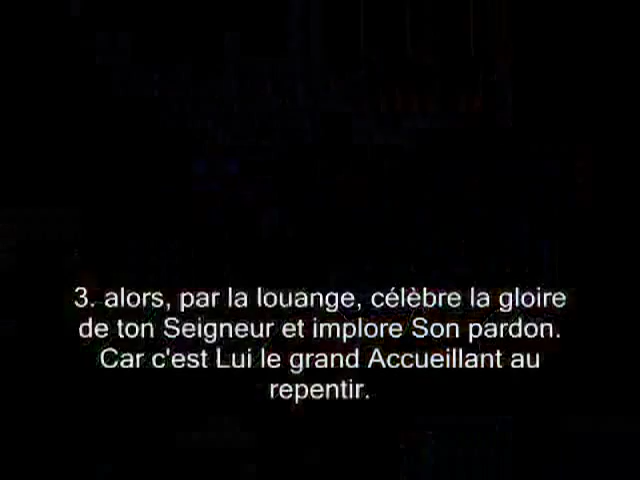 3. alors, par la louange, célèbre la gloire
de ton Seigneur et implore Son pardon.
Car c'est Lui le grand Accueillant au
repentir.